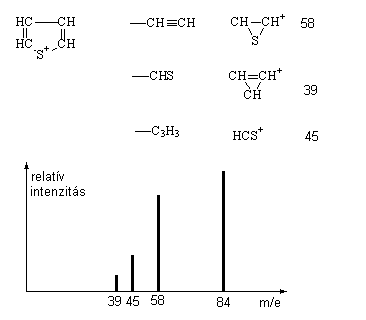 HC CH
HC CH
S+
—CH≡CH
CH—CH+
S
58
—CHS
CH=CH+
CH
39
—C3H3
HCS+
45
relatív
intenzitás
39 45 58 84 m/e